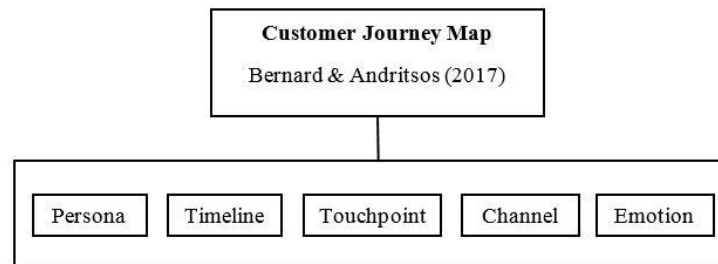 Customer Journey Map
Bernard & Andritsos (2017)
Persona
Timeline
Touchpoint
Channel
Emotion